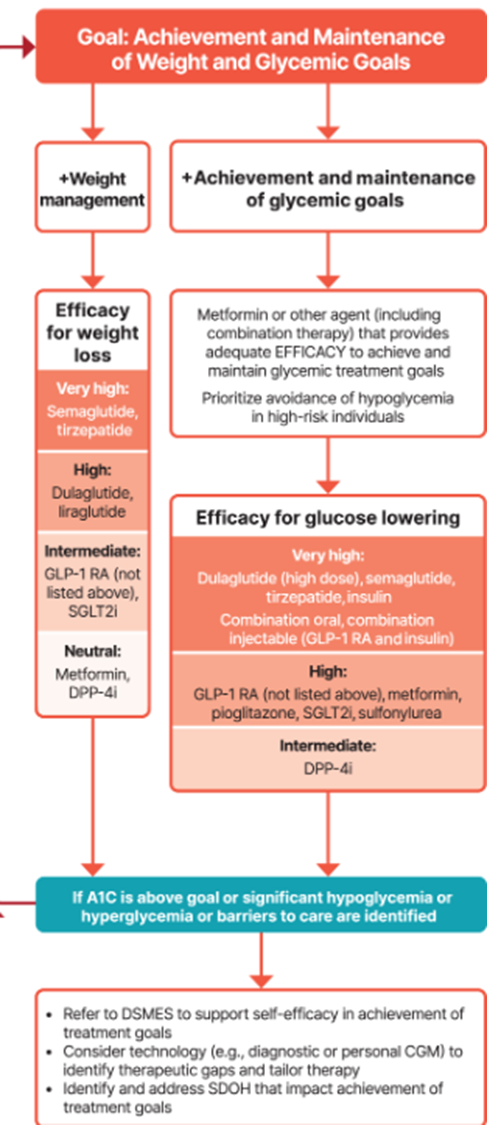 Goal: Achievement and Maintenance
of Weight and Glycemic Goals
+Weight
management
+Achievement and maintenance
of glycemic goals
Efficacy
for weight
loss
Very high:
Semaglutide,
tirzepatide
High:
Dulaglutide,
liraglutide
Intermediate:
GLP-1 RA (not
listed above),
SGLT2i
Neutral:
Metformin,
DPP-4i
Metformin or other agent (including
combination therapy) that provides
adequate EFFICACY to achieve and
maintain glycemic treatment goals
Prioritize avoidance of hypoglycemia
in high-risk individuals
Efficacy for glucose lowering
Very high:
Dulaglutide (high dose), semaglutide,
tirzepatide, insulin
Combination oral, combination
injectable (GLP-1 RA and insulin)
High:
GLP-1 RA (not listed above), metformin,
pioglitazone, SGLT2i, sulfonylurea
Intermediate:
DPP-4i
If A1C is above goal or significant hypoglycemia or
hyperglycemia or barriers to care are identified
• Refer to DSMES to support self-efficacy in achievement of
treatment goals
• Consider technology (e.g., diagnostic or personal CGM) to
identify therapeutic gaps and tailor therapy
• Identify and address SDOH that impact achievement of
treatment goals